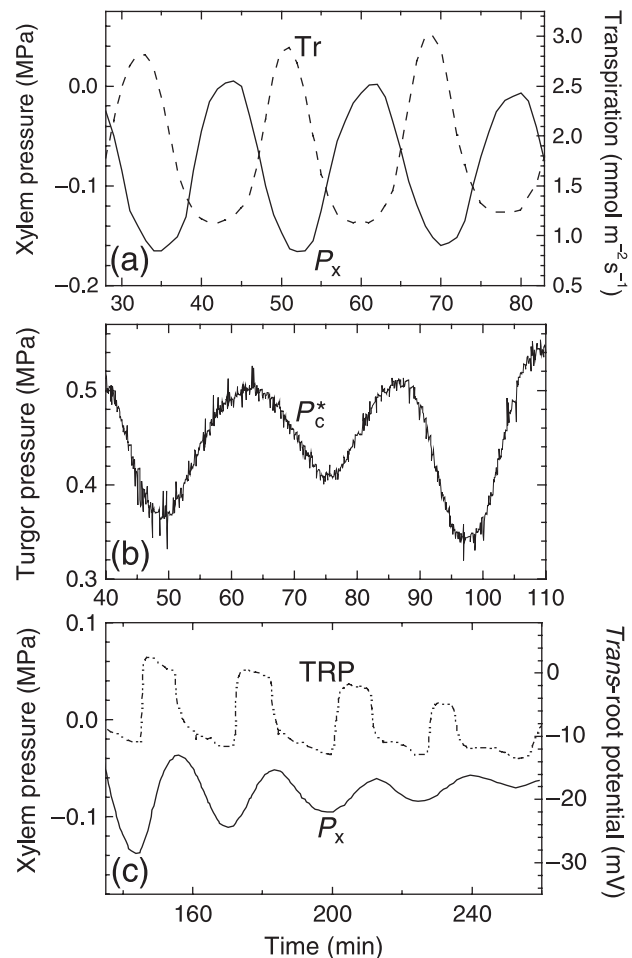 Xylem pressure (MPa)
0.0
−0.1
−0.2
Tr
Px
(a)
3.0
2.5
2.0
1.5
1.0
0.5
Transpiration (mmol m−2 s−1)
30 40 50 60 70 80
Turgor pressure (MPa)
0.5
0.4
0.3
P*c
(b)
40 50 60 70 80 90 100 110
Xylem pressure (MPa)
0.1
0.0
−0.1
TRP
Px
(c)
0
−10
−20
−30
Trans-root potential (mV)
160 200 240
Time (min)